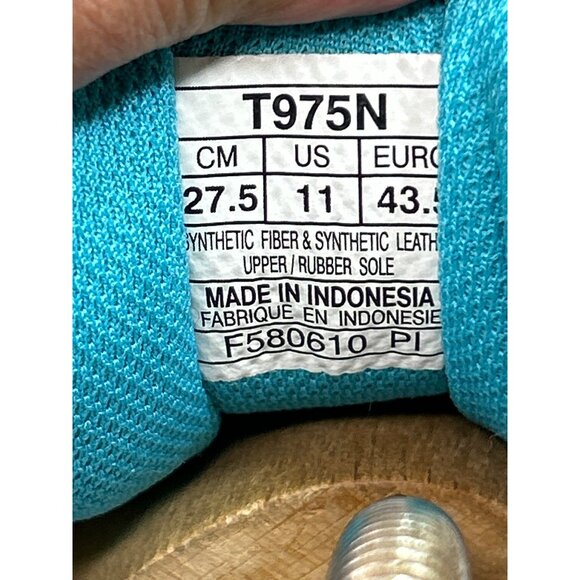 T975N
CM US EURO
27.5 11 43.5
SYNTHETIC FIBER & SYNTHETIC LEATH
UPPER / RUBBER SOLE
MADE IN INDONESIA
FABRIQUE EN INDONESIE
F580610 PI